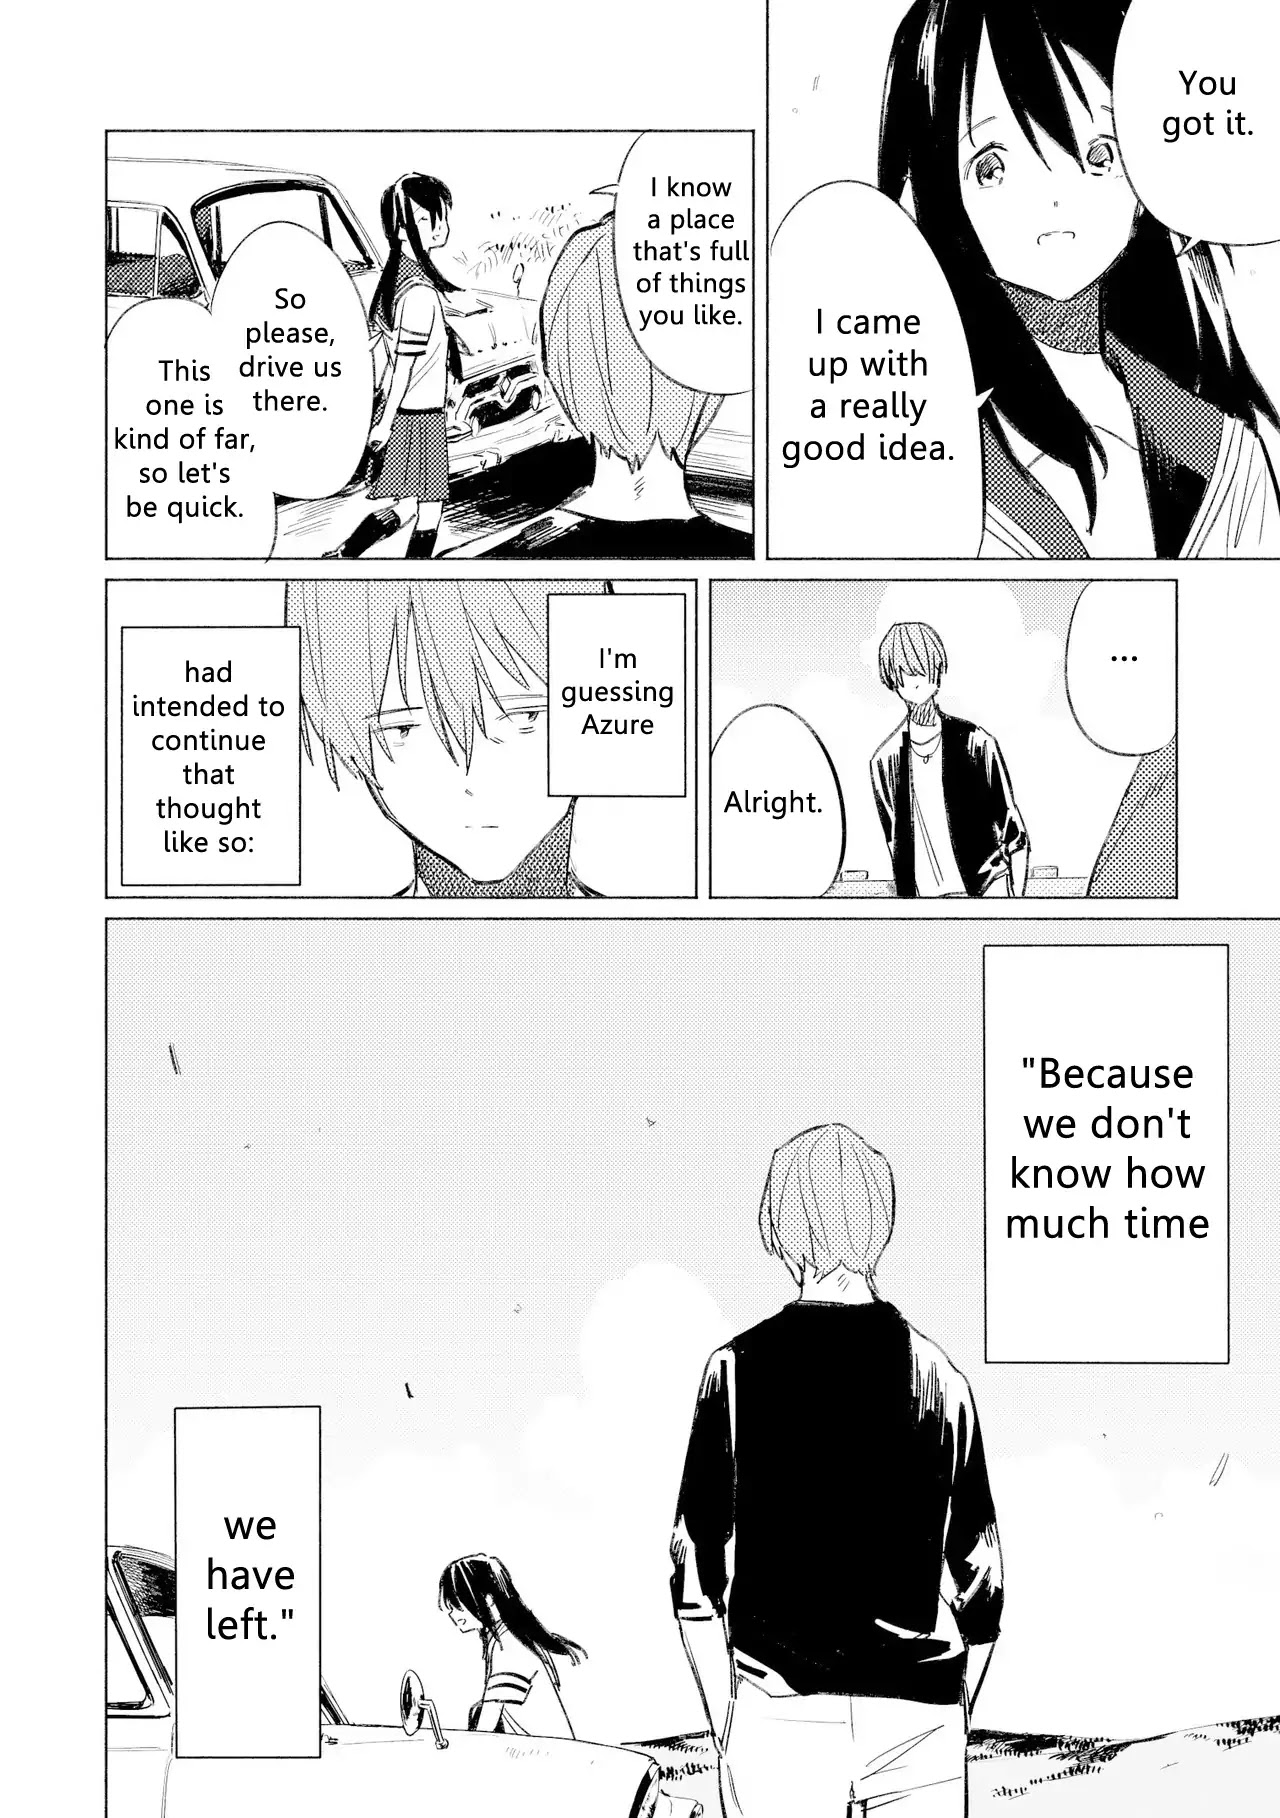 You
got it.
I came
up with
a really
good idea.
I know
a place
that's full
of things
you like.
So
please,
drive us
there.
This
one is
kind of far,
so let's
be quick.
...
Alright.
I'm
guessing
Azure
had
intended to
continue
that
thought
like so:
"Because
we don't
know how
much time
we
have
left."